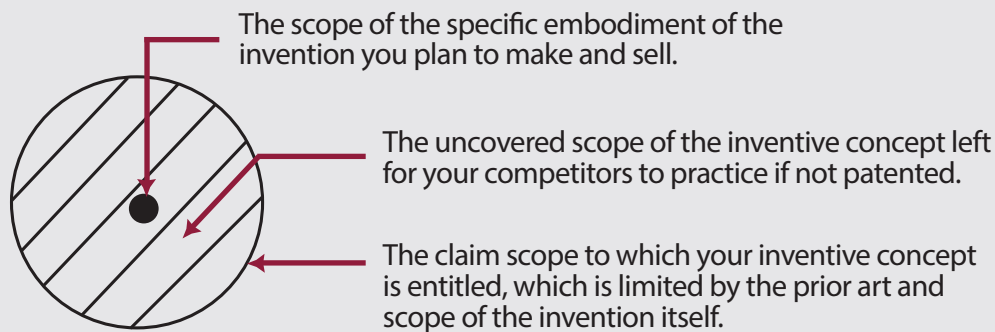 The scope of the specific embodiment of the
invention you plan to make and sell.
The uncovered scope of the inventive concept left
for your competitors to practice if not patented.
The claim scope to which your inventive concept
is entitled, which is limited by the prior art and
scope of the invention itself.